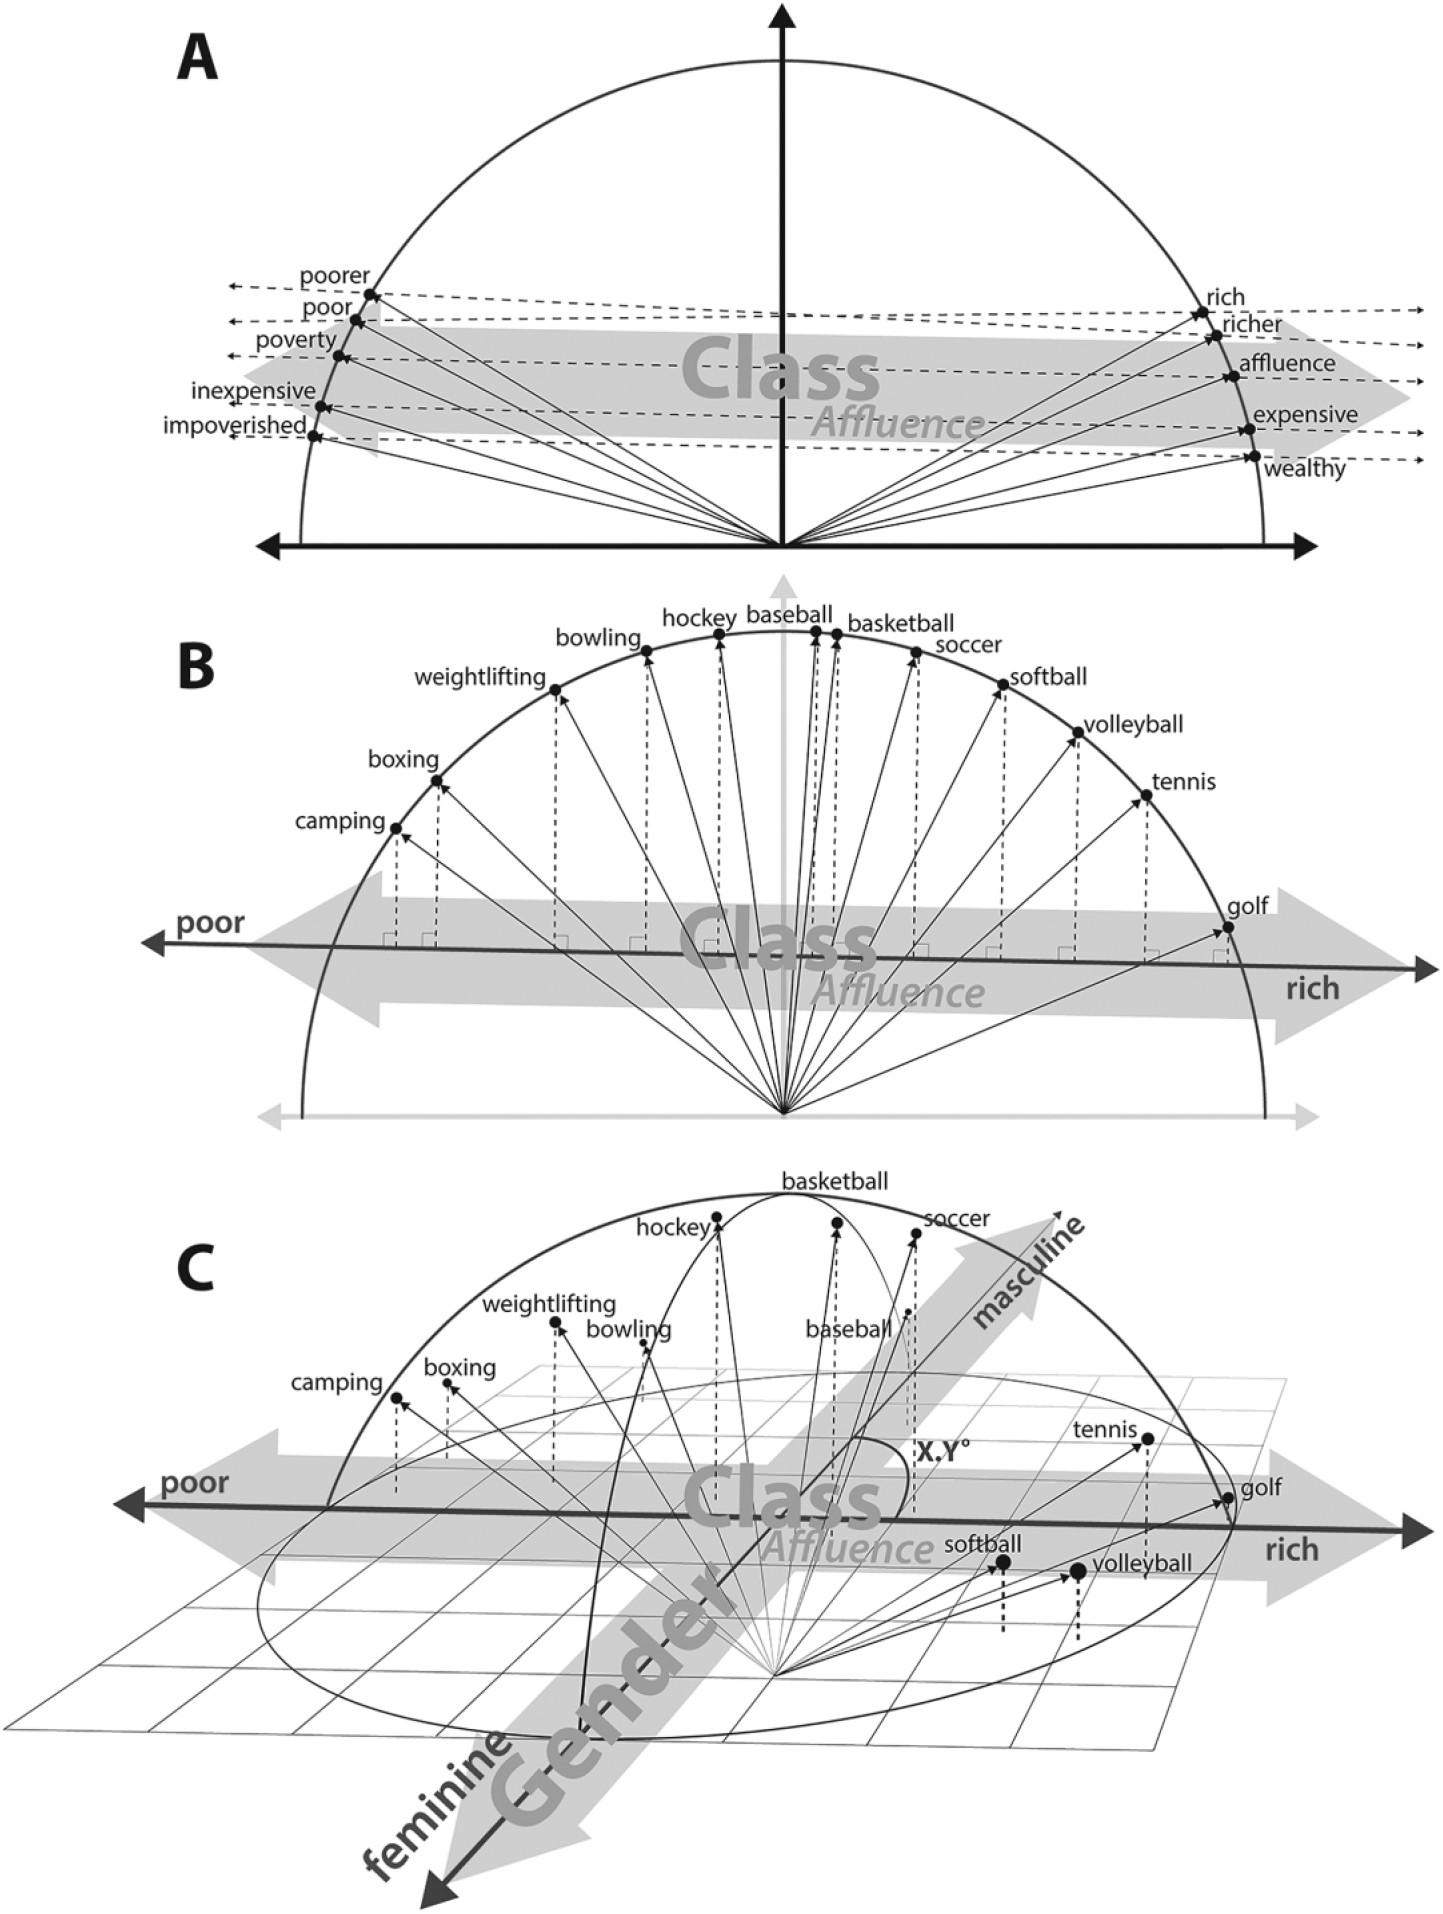 A
poorer
poor
poverty
inexpensive
impoverished
rich
richer
affluence
expensive
wealthy
Class
Affluence
B
camping
boxing
weightlifting
bowling
hockey
baseball
basketball
soccer
softball
volleyball
tennis
golf
poor
Class
Affluence
rich
C
basketball
hockey
soccer
masculine
weightlifting
bowling
baseball
boxing
camping
tennis
X.Y°
poor
Class
golf
Affluence
softball
rich
volleyball
Gender
feminine